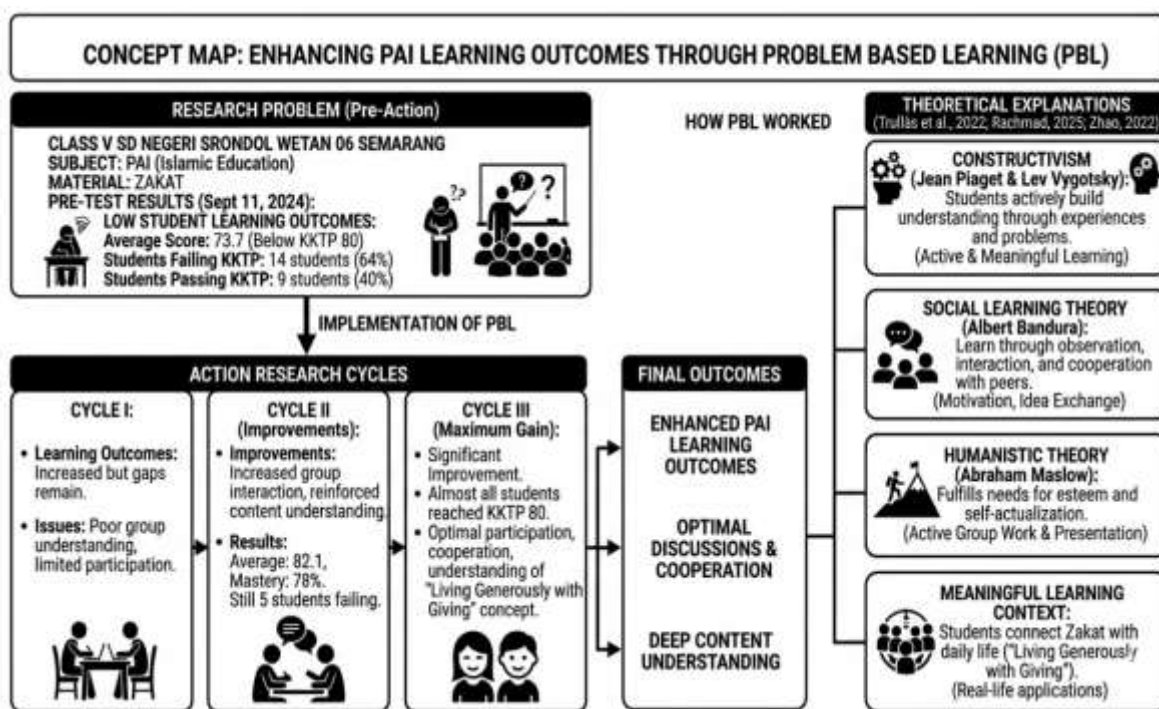 CONCEPT MAP: ENHANCING PAI LEARNING OUTCOMES THROUGH PROBLEM BASED LEARNING (PBL)
RESEARCH PROBLEM (Pre-Action)
CLASS V SD NEGERI SRONDOL WETAN 06 SEMARANG
SUBJECT: PAI (Islamic Education)
MATERIAL: ZAKAT
PRE-TEST RESULTS (Sept 11, 2024):
LOW STUDENT LEARNING OUTCOMES:
Average Score: 73.7 (Below KKTP 80)
Students Failing KKTP: 14 students (64%)
Students Passing KKTP: 9 students (40%)
IMPLEMENTATION OF PBL
ACTION RESEARCH CYCLES
CYCLE I:
• Learning Outcomes:
Increased but gaps
remain.
• Issues: Poor group
understanding,
limited participation.
CYCLE II
(Improvements):
• Improvements:
Increased group
interaction, reinforced
content understanding.
• Results:
Average: 82.1,
Mastery: 78%.
Still 5 students failing.
CYCLE III
(Maximum Gain):
• Significant
Improvement.
• Almost all students
reached KKTP 80.
• Optimal participation,
cooperation,
understanding of
"Living Generously with
Giving" concept.
FINAL OUTCOMES
ENHANCED PAI
LEARNING
OUTCOMES
OPTIMAL
DISCUSSIONS &
COOPERATION
DEEP CONTENT
UNDERSTANDING
HOW PBL WORKED
THEORETICAL EXPLANATIONS
(Trullàs et al., 2022; Rachmad, 2025; Zhao, 2022)
CONSTRUCTIVISM
(Jean Piaget & Lev Vygotsky):
Students actively build
understanding through experiences
and problems.
(Active & Meaningful Learning)
SOCIAL LEARNING THEORY
(Albert Bandura):
Learn through observation,
interaction, and cooperation
with peers.
(Motivation, Idea Exchange)
HUMANISTIC THEORY
(Abraham Maslow):
Fulfills needs for esteem and
self-actualization.
(Active Group Work & Presentation)
MEANINGFUL LEARNING
CONTEXT:
Students connect Zakat with
daily life ("Living Generously
with Giving").
(Real-life applications)